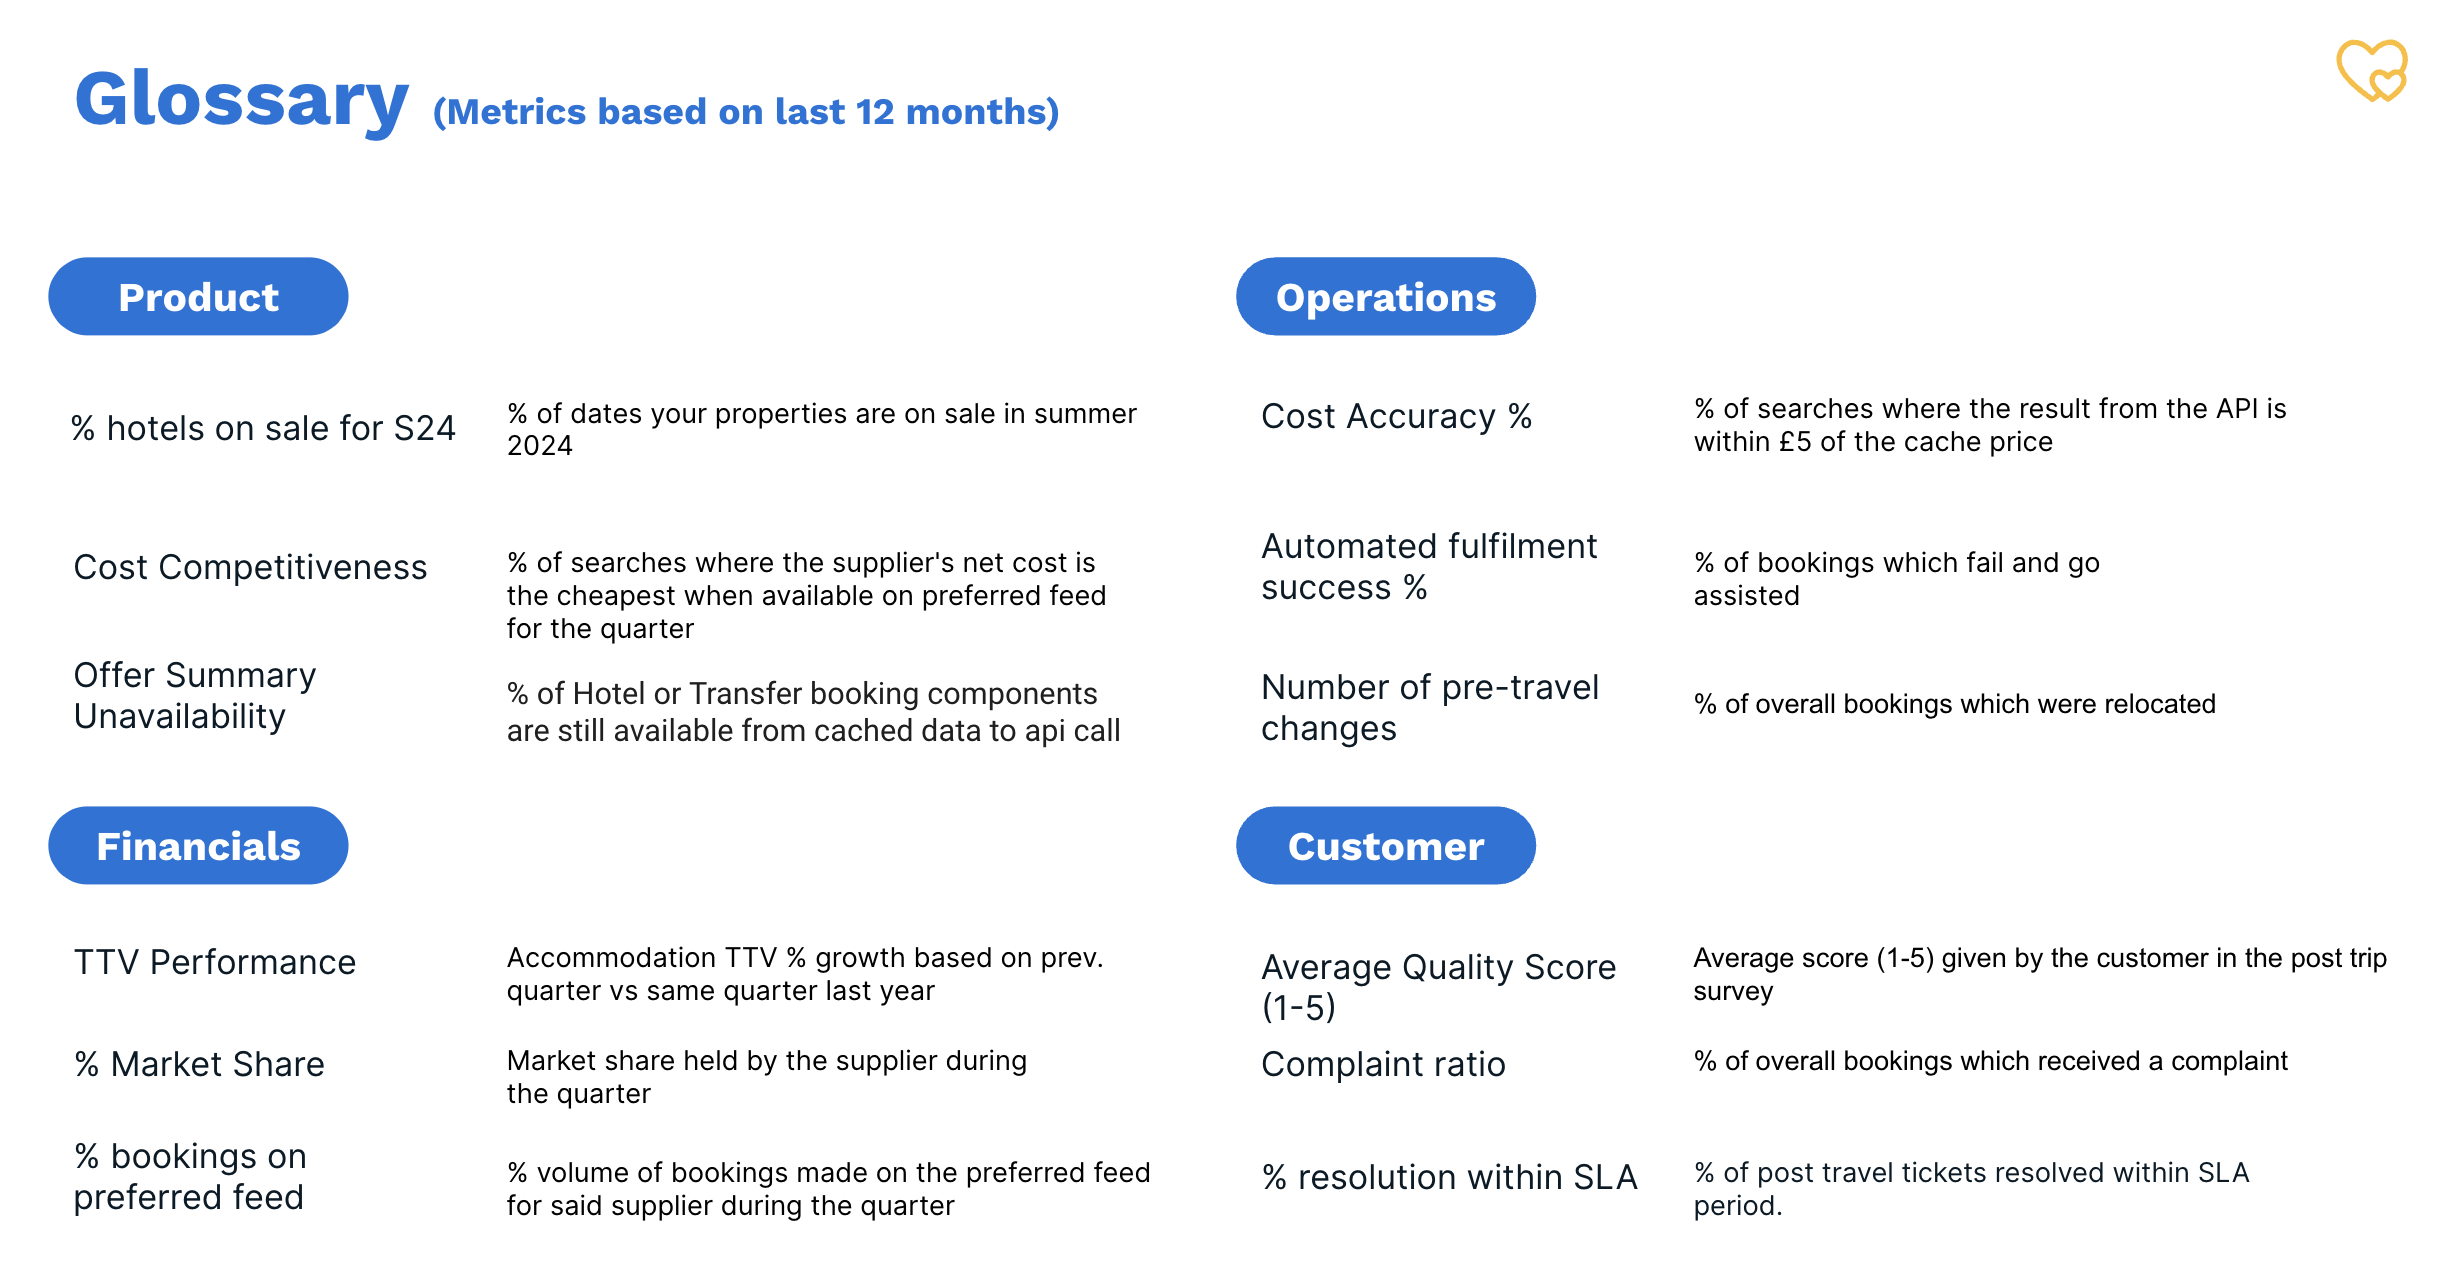 Glossary (Metrics based on last 12 months)
Product
% hotels on sale for S24
% of dates your properties are on sale in summer
2024
Cost Competitiveness
% of searches where the supplier's net cost is
the cheapest when available on preferred feed
for the quarter
Offer Summary
Unavailability
% of Hotel or Transfer booking components
are still available from cached data to api call
Operations
Cost Accuracy %
% of searches where the result from the API is
within £5 of the cache price
Automated fulfilment
success %
% of bookings which fail and go
assisted
Number of pre-travel
changes
% of overall bookings which were relocated
Financials
TTV Performance
Accommodation TTV % growth based on prev.
quarter vs same quarter last year
% Market Share
Market share held by the supplier during
the quarter
% bookings on
preferred feed
% volume of bookings made on the preferred feed
for said supplier during the quarter
Customer
Average Quality Score
(1-5)
Average score (1-5) given by the customer in the post trip
survey
Complaint ratio
% of overall bookings which received a complaint
% resolution within SLA
% of post travel tickets resolved within SLA
period.